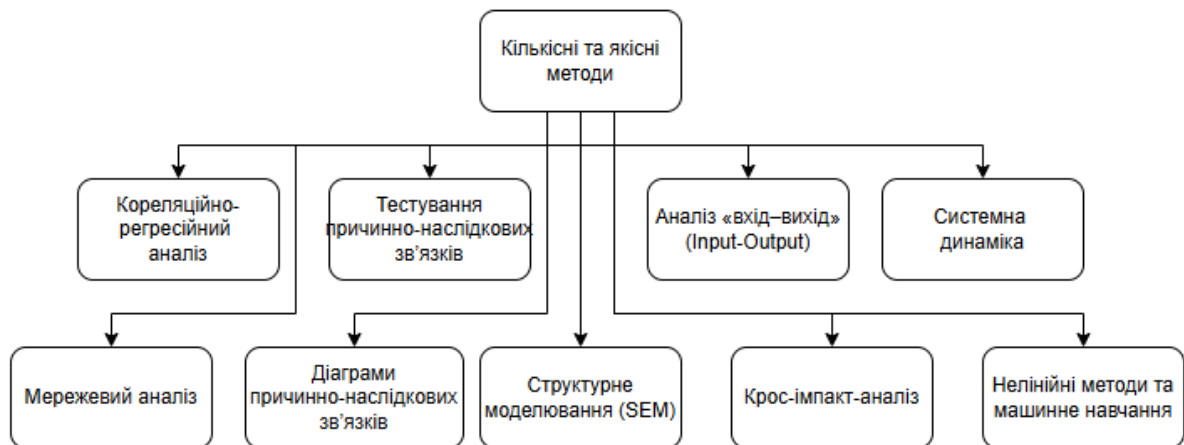 Кількісні та якісні
методи
Кореляційно-
регресійний
аналіз
Тестування
причинно-наслідкових
зв’язків
Аналіз «вхід–вихід»
(Input-Output)
Системна
динаміка
Мережевий аналіз
Діаграми
причинно-наслідкових
зв’язків
Структурне
моделювання (SEM)
Крос-імпакт-аналіз
Нелінійні методи та
машинне навчання